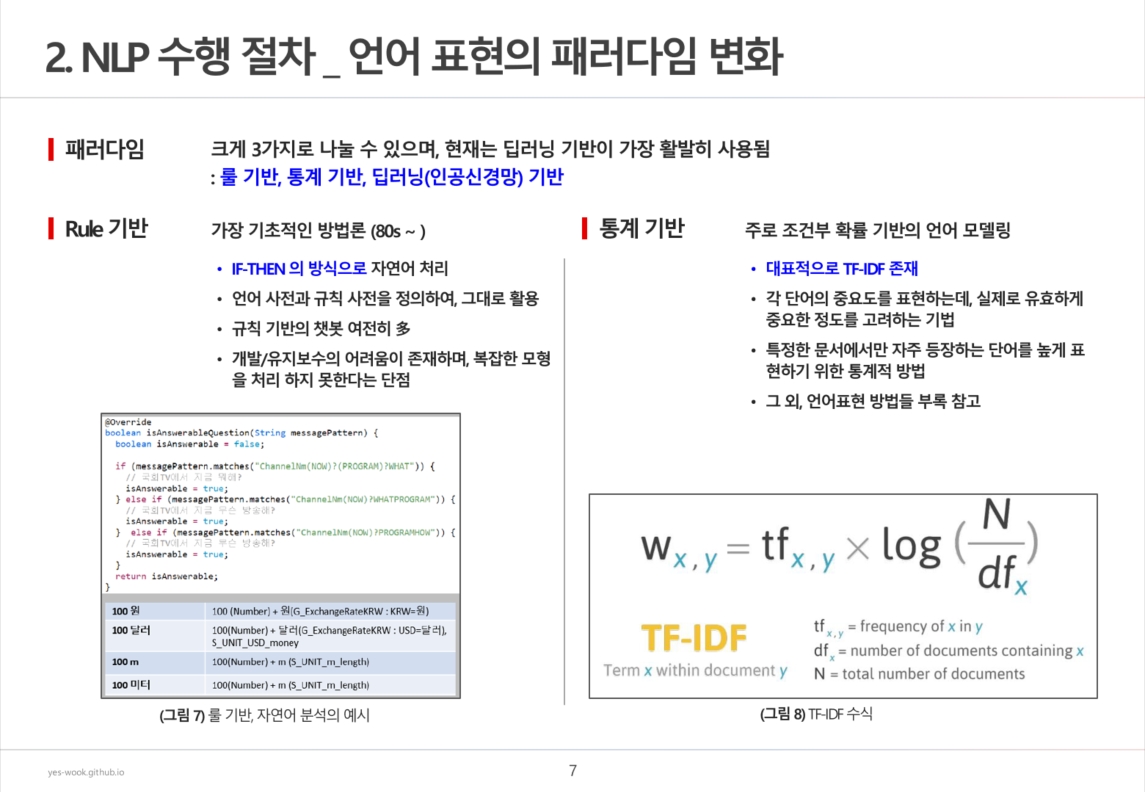 2. NLP 수행 절차 _ 언어 표현의 패러다임 변화
패러다임
크게 3가지로 나눌 수 있으며, 현재는 딥러닝 기반이 가장 활발히 사용됨
: 룰 기반, 통계 기반, 딥러닝(인공신경망) 기반
Rule 기반
가장 기초적인 방법론 (80s ~ )
• IF-THEN 의 방식으로 자연어 처리
• 언어 사전과 규칙 사전을 정의하여, 그대로 활용
• 규칙 기반의 챗봇 여전히 多
• 개발/유지보수의 어려움이 존재하며, 복잡한 모형
을 처리 하지 못한다는 단점
@Override
boolean isAnswerableQuestion(String messagePattern) {
boolean isAnswerable = false;
if (messagePattern.matches("ChannelNm(NOW)?(PROGRAM)?WHAT")) {
// 국회TV에서 지금 뭐해?
isAnswerable = true;
} else if (messagePattern.matches("ChannelNm(NOW)?WHATPROGRAM")) {
// 국회TV에서 지금 무슨 방송해?
isAnswerable = true;
} else if (messagePattern.matches("ChannelNm(NOW)?PROGRAMHOW")) {
// 국회TV에서 지금 무슨 방송해?
isAnswerable = true;
}
return isAnswerable;
}
100 원 100 (Number) + 원(G_ExchangeRateKRW : KRW=원)
100 달러 100(Number) + 달러(G_ExchangeRateKRW : USD=달러),
S_UNIT_USD_money
100 m 100(Number) + m (S_UNIT_m_length)
100 미터 100(Number) + m (S_UNIT_m_length)
(그림 7) 룰 기반, 자연어 분석의 예시
통계 기반
주로 조건부 확률 기반의 언어 모델링
• 대표적으로 TF-IDF 존재
• 각 단어의 중요도를 표현하는데, 실제로 유효하게
중요한 정도를 고려하는 기법
• 특정한 문서에서만 자주 등장하는 단어를 높게 표
현하기 위한 통계적 방법
• 그 외, 언어표현 방법들 부록 참고
w x , y = tf x , y × log ( N / df x )
TF-IDF
Term x within document y
tf x, y = frequency of x in y
df x = number of documents containing x
N = total number of documents
(그림 8) TF-IDF 수식
yes-wook.github.io
7